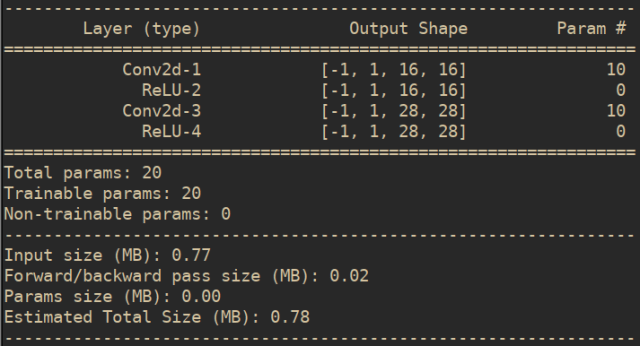 ----------------------------------------------------------------
Layer (type) Output Shape Param #
================================================================
Conv2d-1 [-1, 1, 16, 16] 10
ReLU-2 [-1, 1, 16, 16] 0
Conv2d-3 [-1, 1, 28, 28] 10
ReLU-4 [-1, 1, 28, 28] 0
================================================================
Total params: 20
Trainable params: 20
Non-trainable params: 0
----------------------------------------------------------------
Input size (MB): 0.77
Forward/backward pass size (MB): 0.02
Params size (MB): 0.00
Estimated Total Size (MB): 0.78
----------------------------------------------------------------